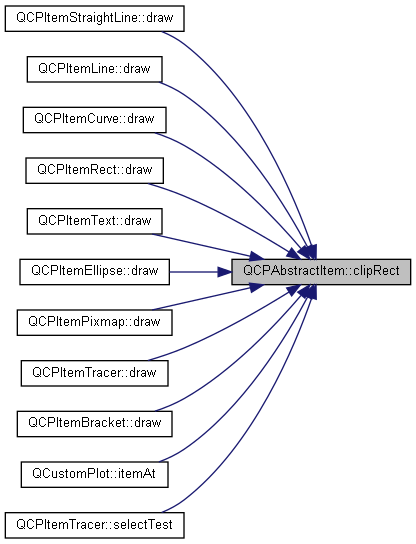 QCPItemStraightLine::draw
QCPItemLine::draw
QCPItemCurve::draw
QCPItemRect::draw
QCPItemText::draw
QCPItemEllipse::draw
QCPAbstractItem::clipRect
QCPItemPixmap::draw
QCPItemTracer::draw
QCPItemBracket::draw
QCustomPlot::itemAt
QCPItemTracer::selectTest